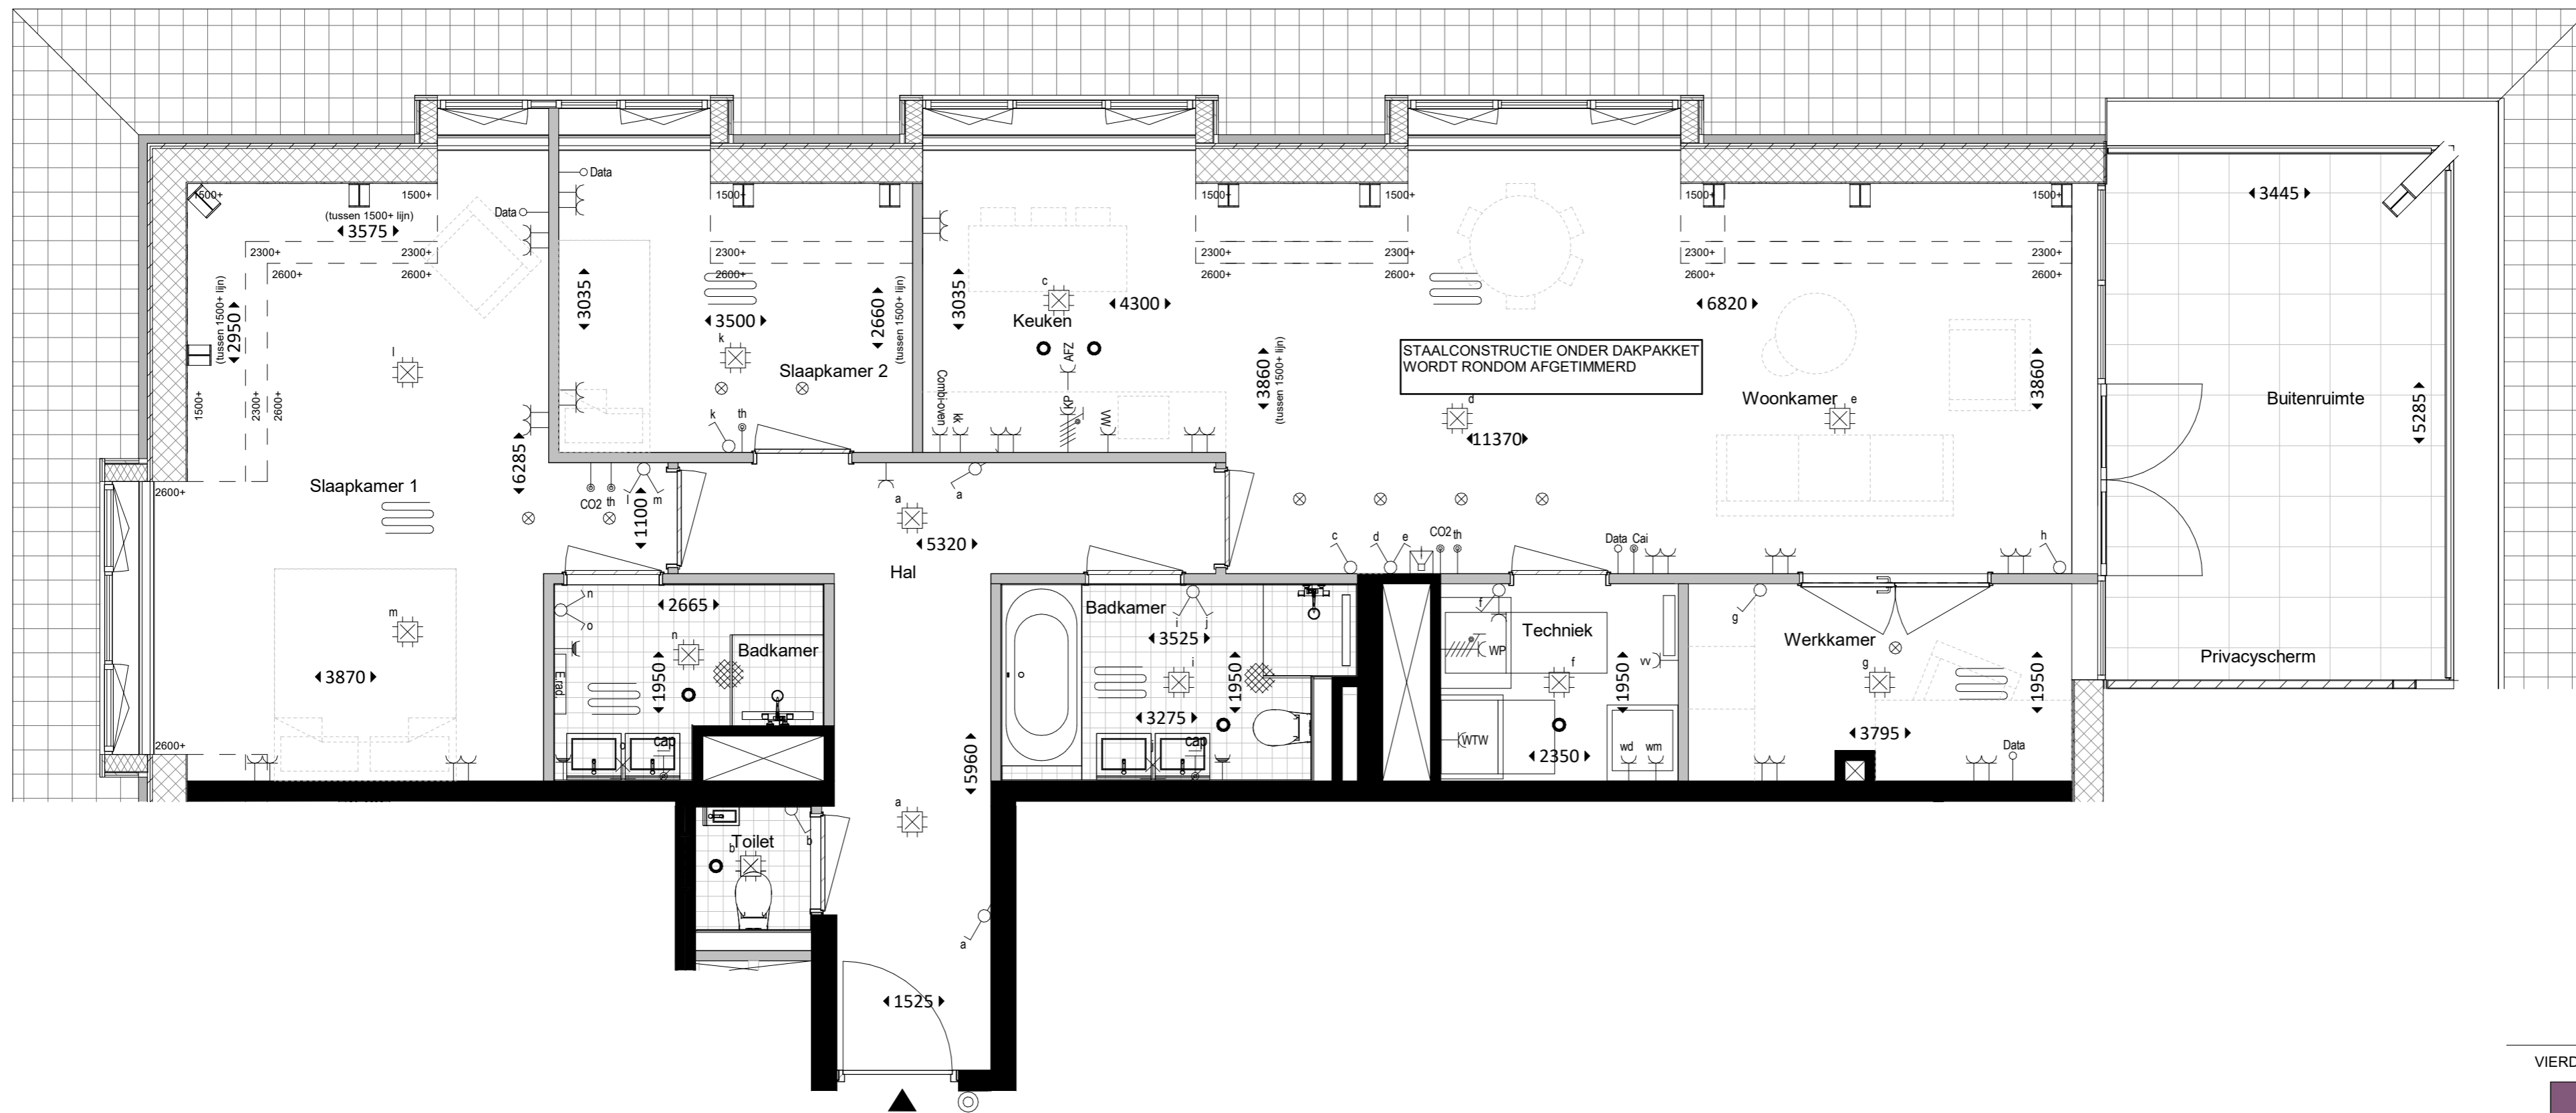 1500+
1500+
1500+
1500+
1500+
1500+
1500+
(tussen 1500+ lijn)
3575
Data
Data
3445
2300+
2300+
2300+
2300+
2300+
2300+
2300+
2600+
2600+
2600+
2600+
2600+
2600+
2600+
(tussen 1500+ lijn)
2950
1500+
2300+
2600+
3035
3500
k
2660
(tussen 1500+ lijn)
Slaapkamer 2
k
th
c
3035
Keuken
4300
AFZ
KP
Combi-oven
kk
VW
3860
(tussen 1500+ lijn)
STAALCONSTRUCTIE ONDER DAKPAKKET
WORDT RONDOM AFGETIMMERD
6820
3860
Woonkamer
e
d
11370
Buitenruimte
5285
l
6285
Slaapkamer 1
2600+
CO2
th
l
m
1100
a
a
5320
Hal
c
d
e
CO2
th
Data
Cai
h
m
3870
2600+
n
o
2665
n
Badkamer
1950
E.rad.
o
cap
Badkamer
i
j
3525
i
1950
3275
j
cap
f
Techniek
WP
f
1950
vv
WTW
2350
wd
wm
g
Werkkamer
g
1950
3795
Data
Privacyscherm
5960
a
Toilet
b
b
a
1525
VIERD